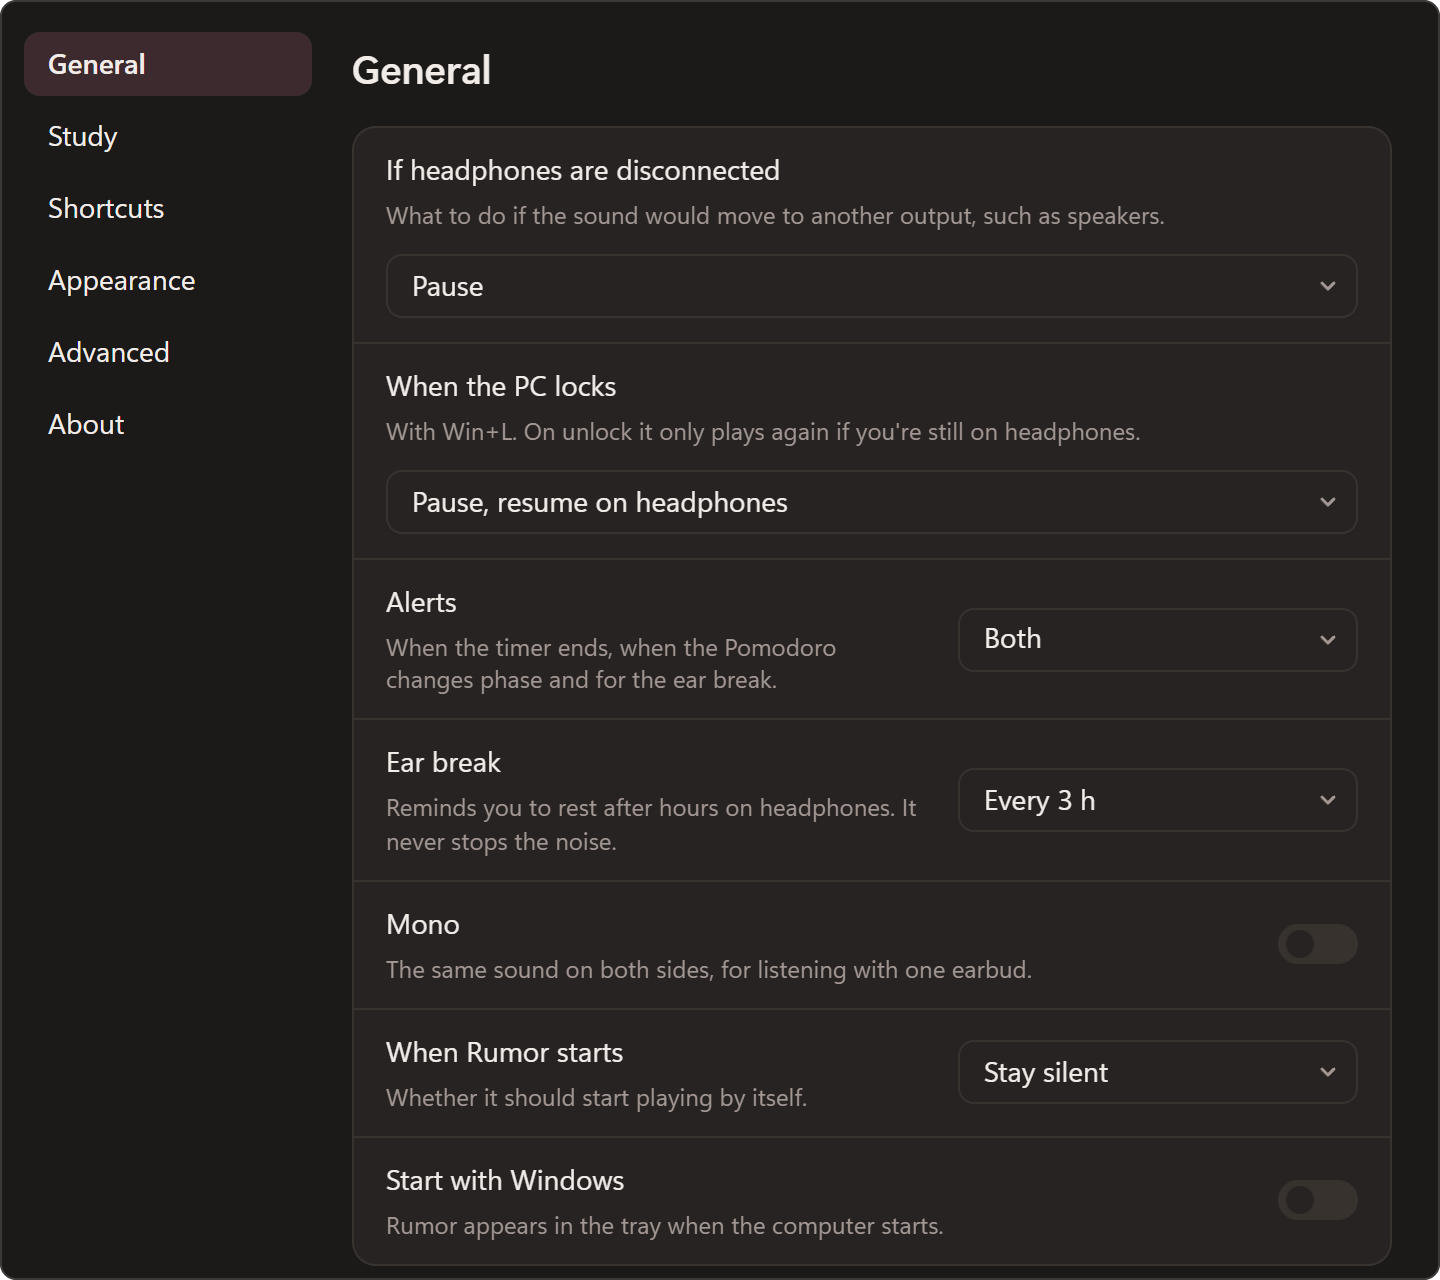 General
Study
Shortcuts
Appearance
Advanced
About
General
If headphones are disconnected
What to do if the sound would move to another output, such as speakers.
Pause
When the PC locks
With Win+L. On unlock it only plays again if you're still on headphones.
Pause, resume on headphones
Alerts
When the timer ends, when the Pomodoro
changes phase and for the ear break.
Both
Ear break
Reminds you to rest after hours on headphones. It
never stops the noise.
Every 3 h
Mono
The same sound on both sides, for listening with one earbud.
When Rumor starts
Whether it should start playing by itself.
Stay silent
Start with Windows
Rumor appears in the tray when the computer starts.